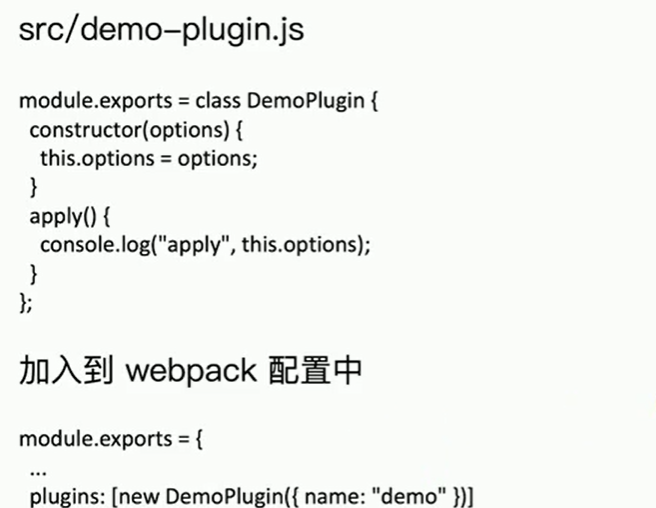 src/demo–plugin.js
module.exports = class DemoPlugin {
constructor(options) {
this.options = options;
}
apply() {
console.log("apply", this.options);
}
};
加入到 webpack 配置中
module.exports = {
...
plugins: [new DemoPlugin({ name: "demo" })]